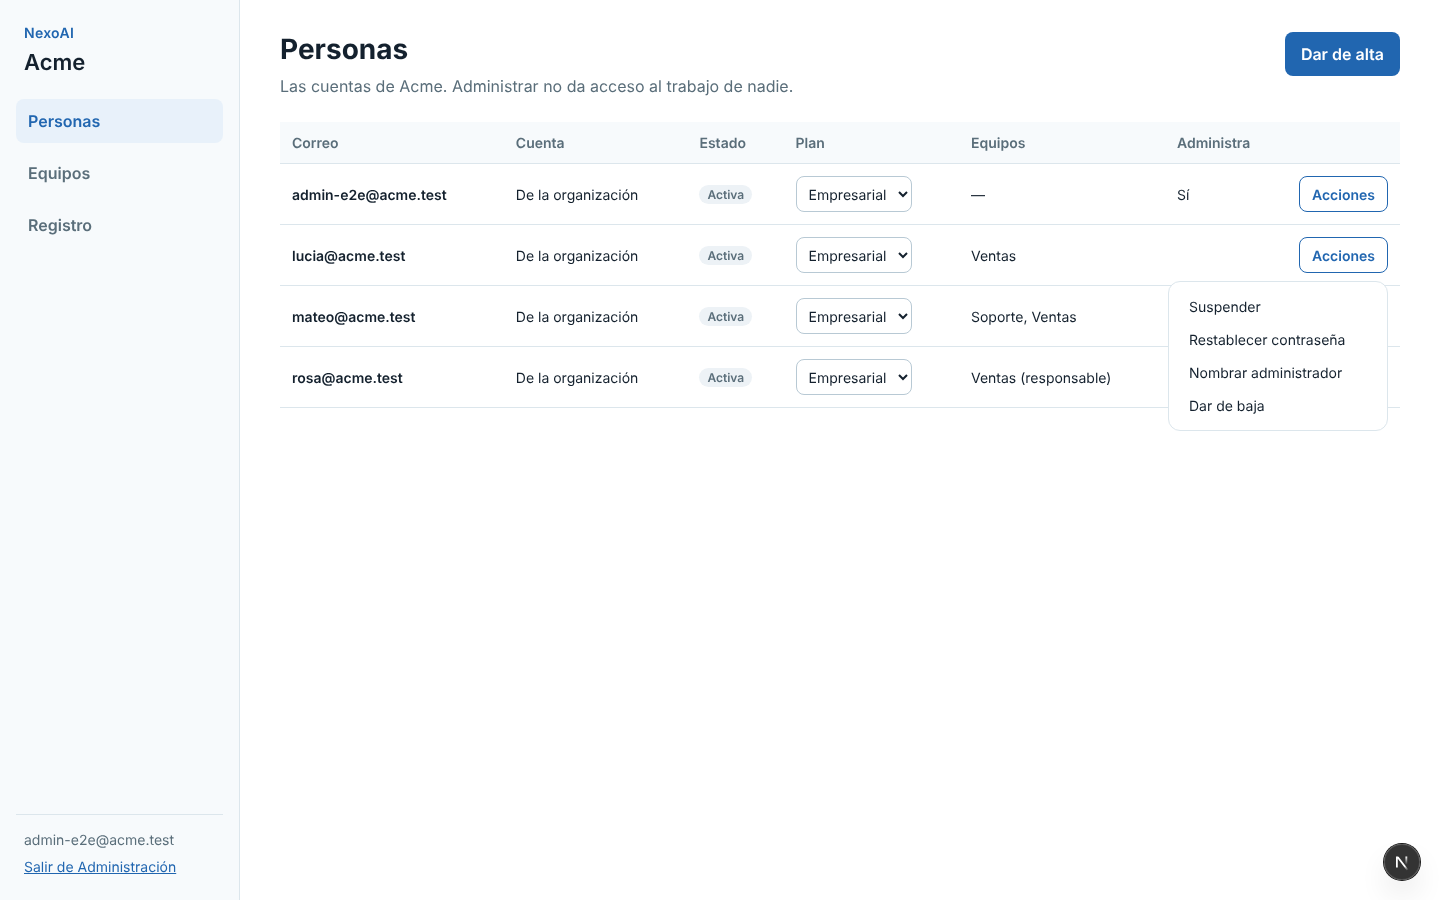 NexoAI
Acme
Personas
Equipos
Registro
admin-e2e@acme.test
Salir de Administración
Personas
Las cuentas de Acme. Administrar no da acceso al trabajo de nadie.
Dar de alta
Correo Cuenta Estado Plan Equipos Administra
admin-e2e@acme.test De la organización Activa Empresarial — Sí Acciones
lucia@acme.test De la organización Activa Empresarial Ventas Acciones
mateo@acme.test De la organización Activa Empresarial Soporte, Ventas
rosa@acme.test De la organización Activa Empresarial Ventas (responsable)
Suspender
Restablecer contraseña
Nombrar administrador
Dar de baja
N